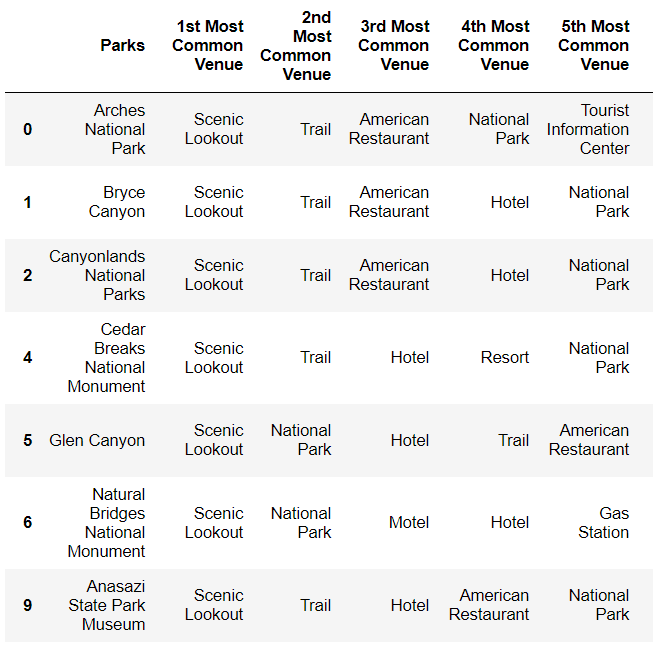 Parks 1st Most Common Venue 2nd Most Common Venue 3rd Most Common Venue 4th Most Common Venue 5th Most Common Venue
0 Arches National Park Scenic Lookout Trail American Restaurant National Park Tourist Information Center
1 Bryce Canyon Scenic Lookout Trail American Restaurant Hotel National Park
2 Canyonlands National Parks Scenic Lookout Trail American Restaurant Hotel National Park
4 Cedar Breaks National Monument Scenic Lookout Trail Hotel Resort National Park
5 Glen Canyon Scenic Lookout National Park Hotel Trail American Restaurant
6 Natural Bridges National Monument Scenic Lookout National Park Motel Hotel Gas Station
9 Anasazi State Park Museum Scenic Lookout Trail Hotel American Restaurant National Park